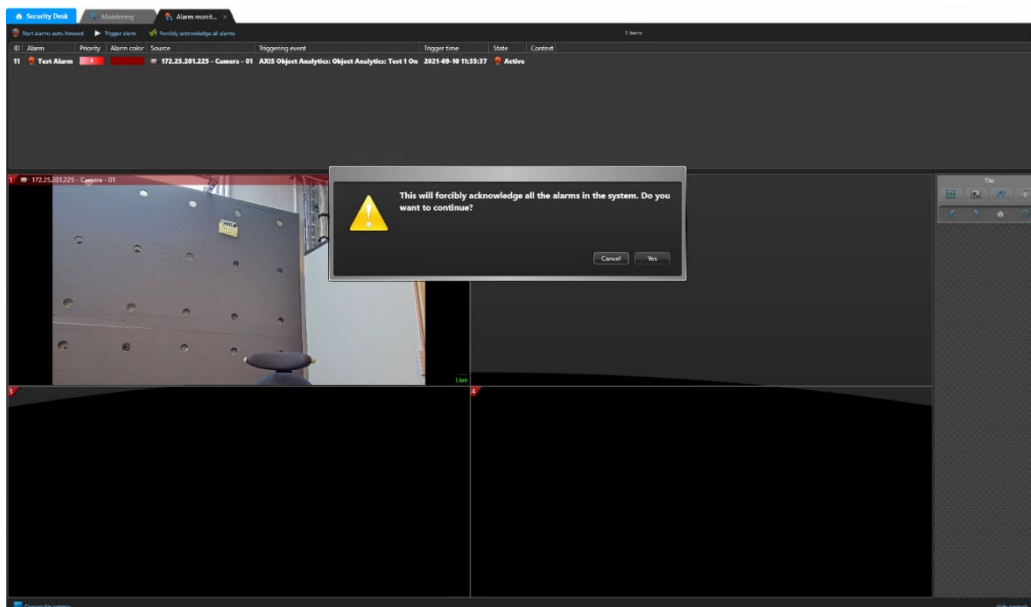 Security Desk
Monitoring
Alarm monit... ×
Start alarms auto-forward
Trigger alarm
Forcibly acknowledge all alarms
1 items
ID Alarm Priority Alarm color Source Triggering event Trigger time State Context
11 Test Alarm 1 172.25.201.225 - Camera - 01 AXIS Object Analytics: Object Analytics: Test 1 On 2021-09-10 11:35:37 Active
1 172.25.201.225 - Camera - 01
This will forcibly acknowledge all the alarms in the system. Do you
want to continue?
Cancel Yes
Tile
Live
3
4